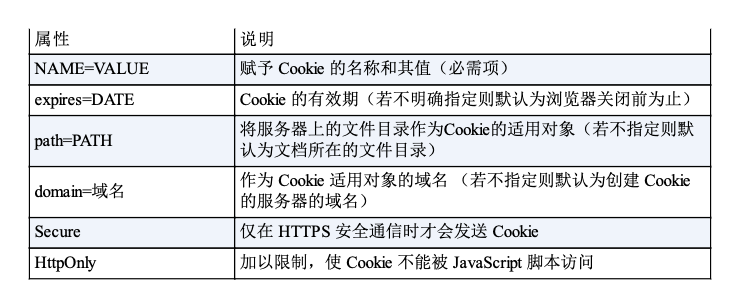 属性 说明
NAME=VALUE 赋予 Cookie 的名称和其值（必需项）
expires=DATE Cookie 的有效期（若不明确指定则默认为浏览器关闭前为止）
path=PATH 将服务器上的文件目录作为Cookie的适用对象（若不指定则默
认为文档所在的文件目录）
domain=域名 作为 Cookie 适用对象的域名 （若不指定则默认为创建 Cookie
的服务器的域名）
Secure 仅在 HTTPS 安全通信时才会发送 Cookie
HttpOnly 加以限制，使 Cookie 不能被 JavaScript 脚本访问